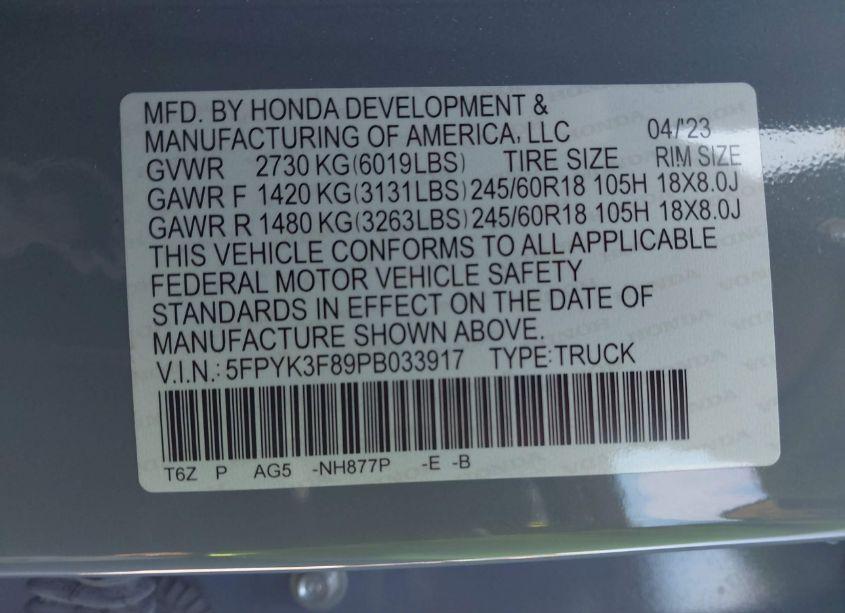 MFD. BY HONDA DEVELOPMENT &
MANUFACTURING OF AMERICA, LLC 04/'23
GVWR 2730 KG(6019LBS) TIRE SIZE RIM SIZE
GAWR F 1420 KG(3131LBS) 245/60R18 105H 18X8.0J
GAWR R 1480 KG(3263LBS) 245/60R18 105H 18X8.0J
THIS VEHICLE CONFORMS TO ALL APPLICABLE
FEDERAL MOTOR VEHICLE SAFETY
STANDARDS IN EFFECT ON THE DATE OF
MANUFACTURE SHOWN ABOVE.
V.I.N.: 5FPYK3F89PB033917 TYPE:TRUCK
T6Z P AG5 -NH877P -E -B